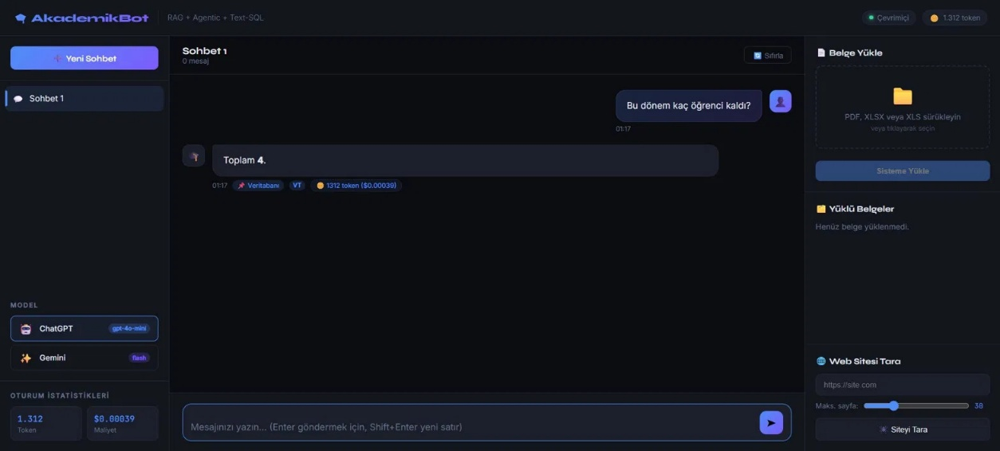 AkademikBot
RAG + Agentic + Text-SQL
Çevrimiçi
1.312 token
Yeni Sohbet
Sohbet 1
MODEL
ChatGPT
gpt-4o-mini
Gemini
flash
OTURUM İSTATİSTİKLERİ
1.312
Token
$0.00039
Maliyet
Sohbet 1
0 mesaj
Sıfırla
Bu dönem kaç öğrenci kaldı?
01:17
Toplam 4.
01:17 Veritabanı VT 1312 token ($0.00039)
Mesajınızı yazın... (Enter göndermek için, Shift+Enter yeni satır)
Belge Yükle
PDF, XLSX veya XLS sürükleyin
veya tıklayarak seçin
Sisteme Yükle
Yüklü Belgeler
Henüz belge yüklenmedi.
Web Sitesi Tara
https://site.com
Maks. sayfa: 30
Siteyi Tara